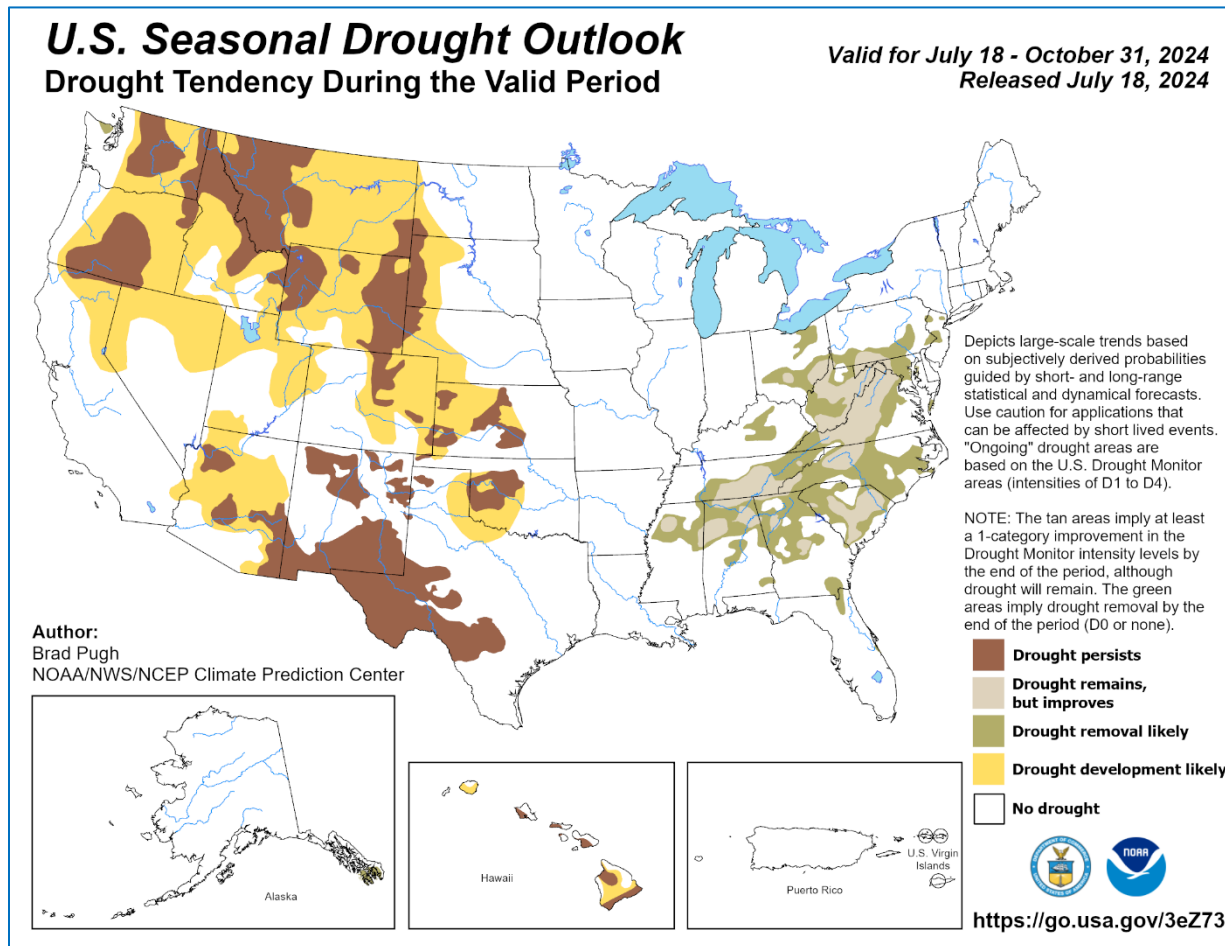 U.S. Seasonal Drought Outlook
Drought Tendency During the Valid Period
Valid for July 18 - October 31, 2024
Released July 18, 2024
Depicts large-scale trends based
on subjectively derived probabilities
guided by short- and long-range
statistical and dynamical forecasts.
Use caution for applications that
can be affected by short lived events.
"Ongoing" drought areas are
based on the U.S. Drought Monitor
areas (intensities of D1 to D4).
NOTE: The tan areas imply at least
a 1-category improvement in the
Drought Monitor intensity levels by
the end of the period, although
drought will remain. The green
areas imply drought removal by the
end of the period (D0 or none).
Author:
Brad Pugh
NOAA/NWS/NCEP Climate Prediction Center
Drought persists
Drought remains,
but improves
Drought removal likely
Drought development likely
No drought
Alaska
Hawaii
Puerto Rico
U.S. Virgin
Islands
NOAA
https://go.usa.gov/3eZ73